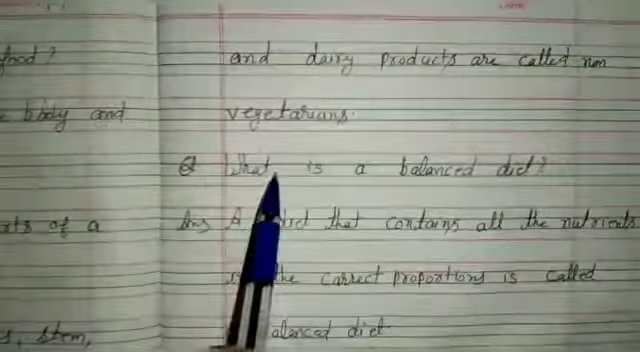 food?
body and
of a
stem,
and dairy products are called non
vegetarians.
Q What is a balanced diet?
Ans A diet that contains all the nutrients
the correct proportions is called
balanced diet.